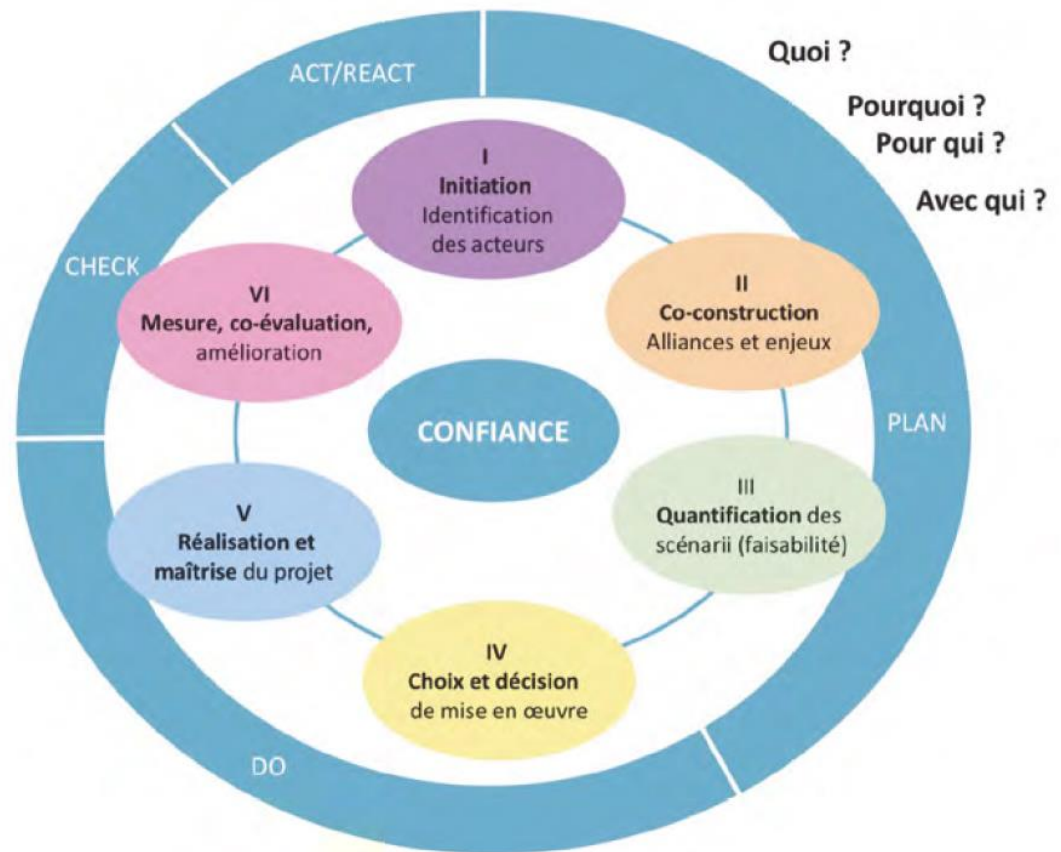 Quoi ?
Pourquoi ?
Pour qui ?
Avec qui ?
ACT/REACT
CHECK
PLAN
DO
I
Initiation
Identification
des acteurs
II
Co-construction
Alliances et enjeux
III
Quantification des
scénarii (faisabilité)
IV
Choix et décision
de mise en œuvre
V
Réalisation et
maîtrise du projet
VI
Mesure, co-évaluation,
amélioration
CONFIANCE